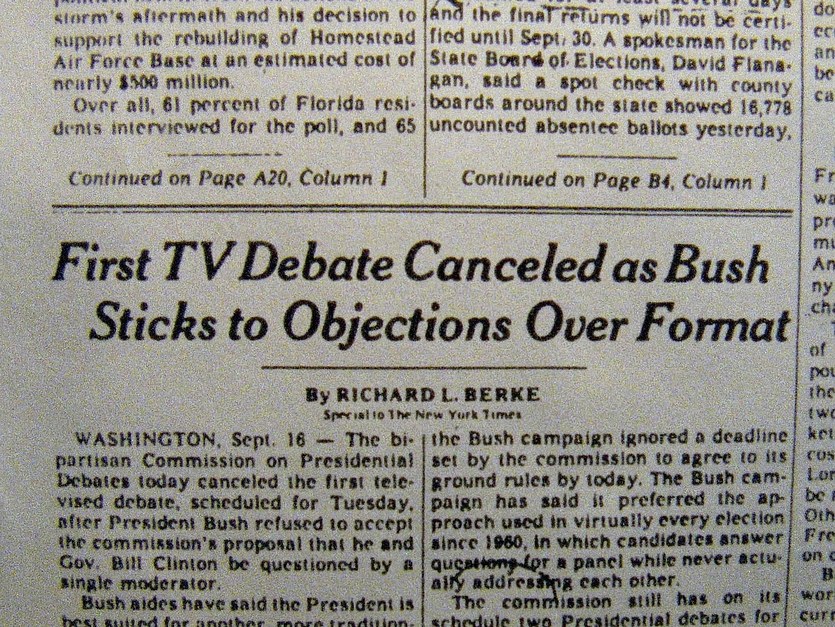 storm's aftermath and his decision to
support the rebuilding of Homestead
Air Force Base at an estimated cost of
nearly $500 million.
Over all, 61 percent of Florida resi-
dents interviewed for the poll, and 65
Continued on Page A20, Column 1
and the final returns will not be certi-
fied until Sept. 30. A spokesman for the
State Board of Elections, David Flana-
gan, said a spot check with county
boards around the state showed 16,778
uncounted absentee ballots yesterday,
Continued on Page B4, Column 1
First TV Debate Canceled as Bush
Sticks to Objections Over Format
By RICHARD L. BERKE
Special to The New York Times
WASHINGTON, Sept. 16 — The bi-
partisan Commission on Presidential
Debates today canceled the first tele-
vised debate, scheduled for Tuesday,
after President Bush refused to accept
the commission's proposal that he and
Gov. Bill Clinton be questioned by a
single moderator.
Bush aides have said the President is
best suited for another, more tradition-
the Bush campaign ignored a deadline
set by the commission to agree to its
ground rules by today. The Bush cam-
paign has said it preferred the ap-
proach used in virtually every election
since 1960, in which candidates answer
questions for a panel while never actu-
ally addressing each other.
The commission still has on its
schedule two Presidential debates for